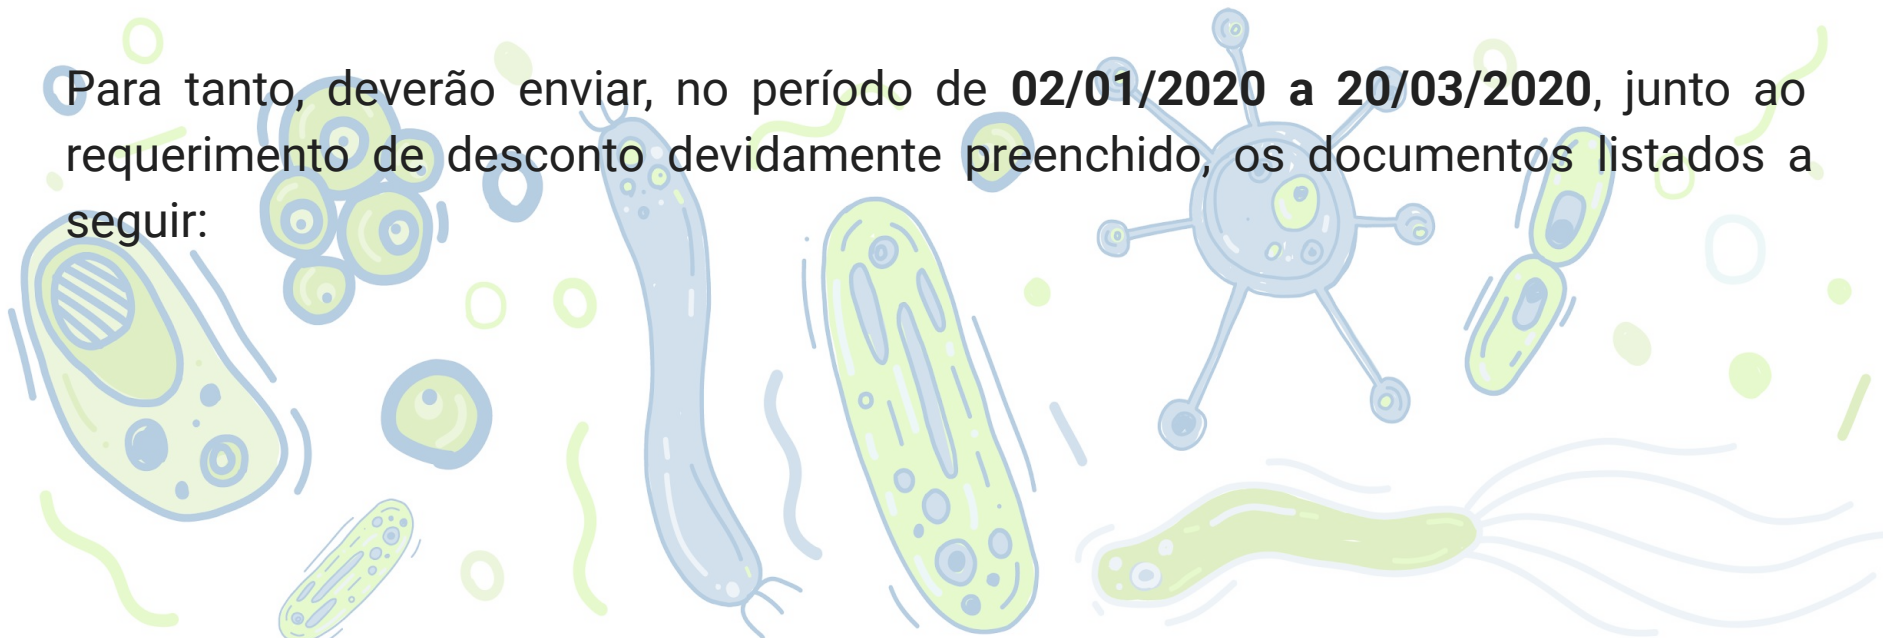 Para tanto, deverão enviar, no período de 02/01/2020 a 20/03/2020, junto ao
requerimento de desconto devidamente preenchido, os documentos listados a
seguir: